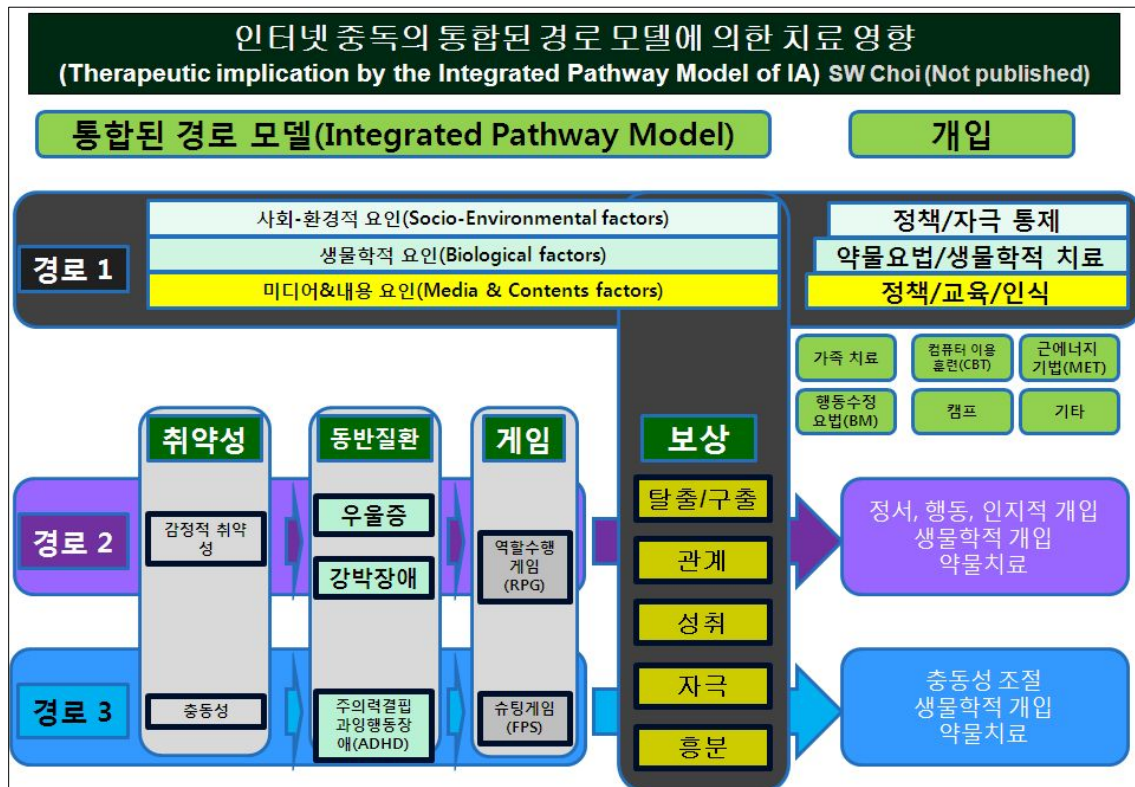 인터넷 중독의 통합된 경로 모델에 의한 치료 영향
(Therapeutic implication by the Integrated Pathway Model of IA) SW Choi (Not published)
통합된 경로 모델(Integrated Pathway Model)
개입
경로 1
사회-환경적 요인(Socio-Environmental factors)
생물학적 요인(Biological factors)
미디어&내용 요인(Media & Contents factors)
정책/자극 통제
약물요법/생물학적 치료
정책/교육/인식
가족 치료
컴퓨터 이용
훈련(CBT)
근에너지
기법(MET)
행동수정
요법(BM)
캠프
기타
취약성
동반질환
게임
보상
경로 2
감정적 취약
성
우울증
강박장애
역할수행
게임
(RPG)
탈출/구출
관계
성취
자극
흥분
정서, 행동, 인지적 개입
생물학적 개입
약물치료
경로 3
충동성
주의력결핍
과잉행동장
애(ADHD)
슈팅게임
(FPS)
충동성 조절
생물학적 개입
약물치료